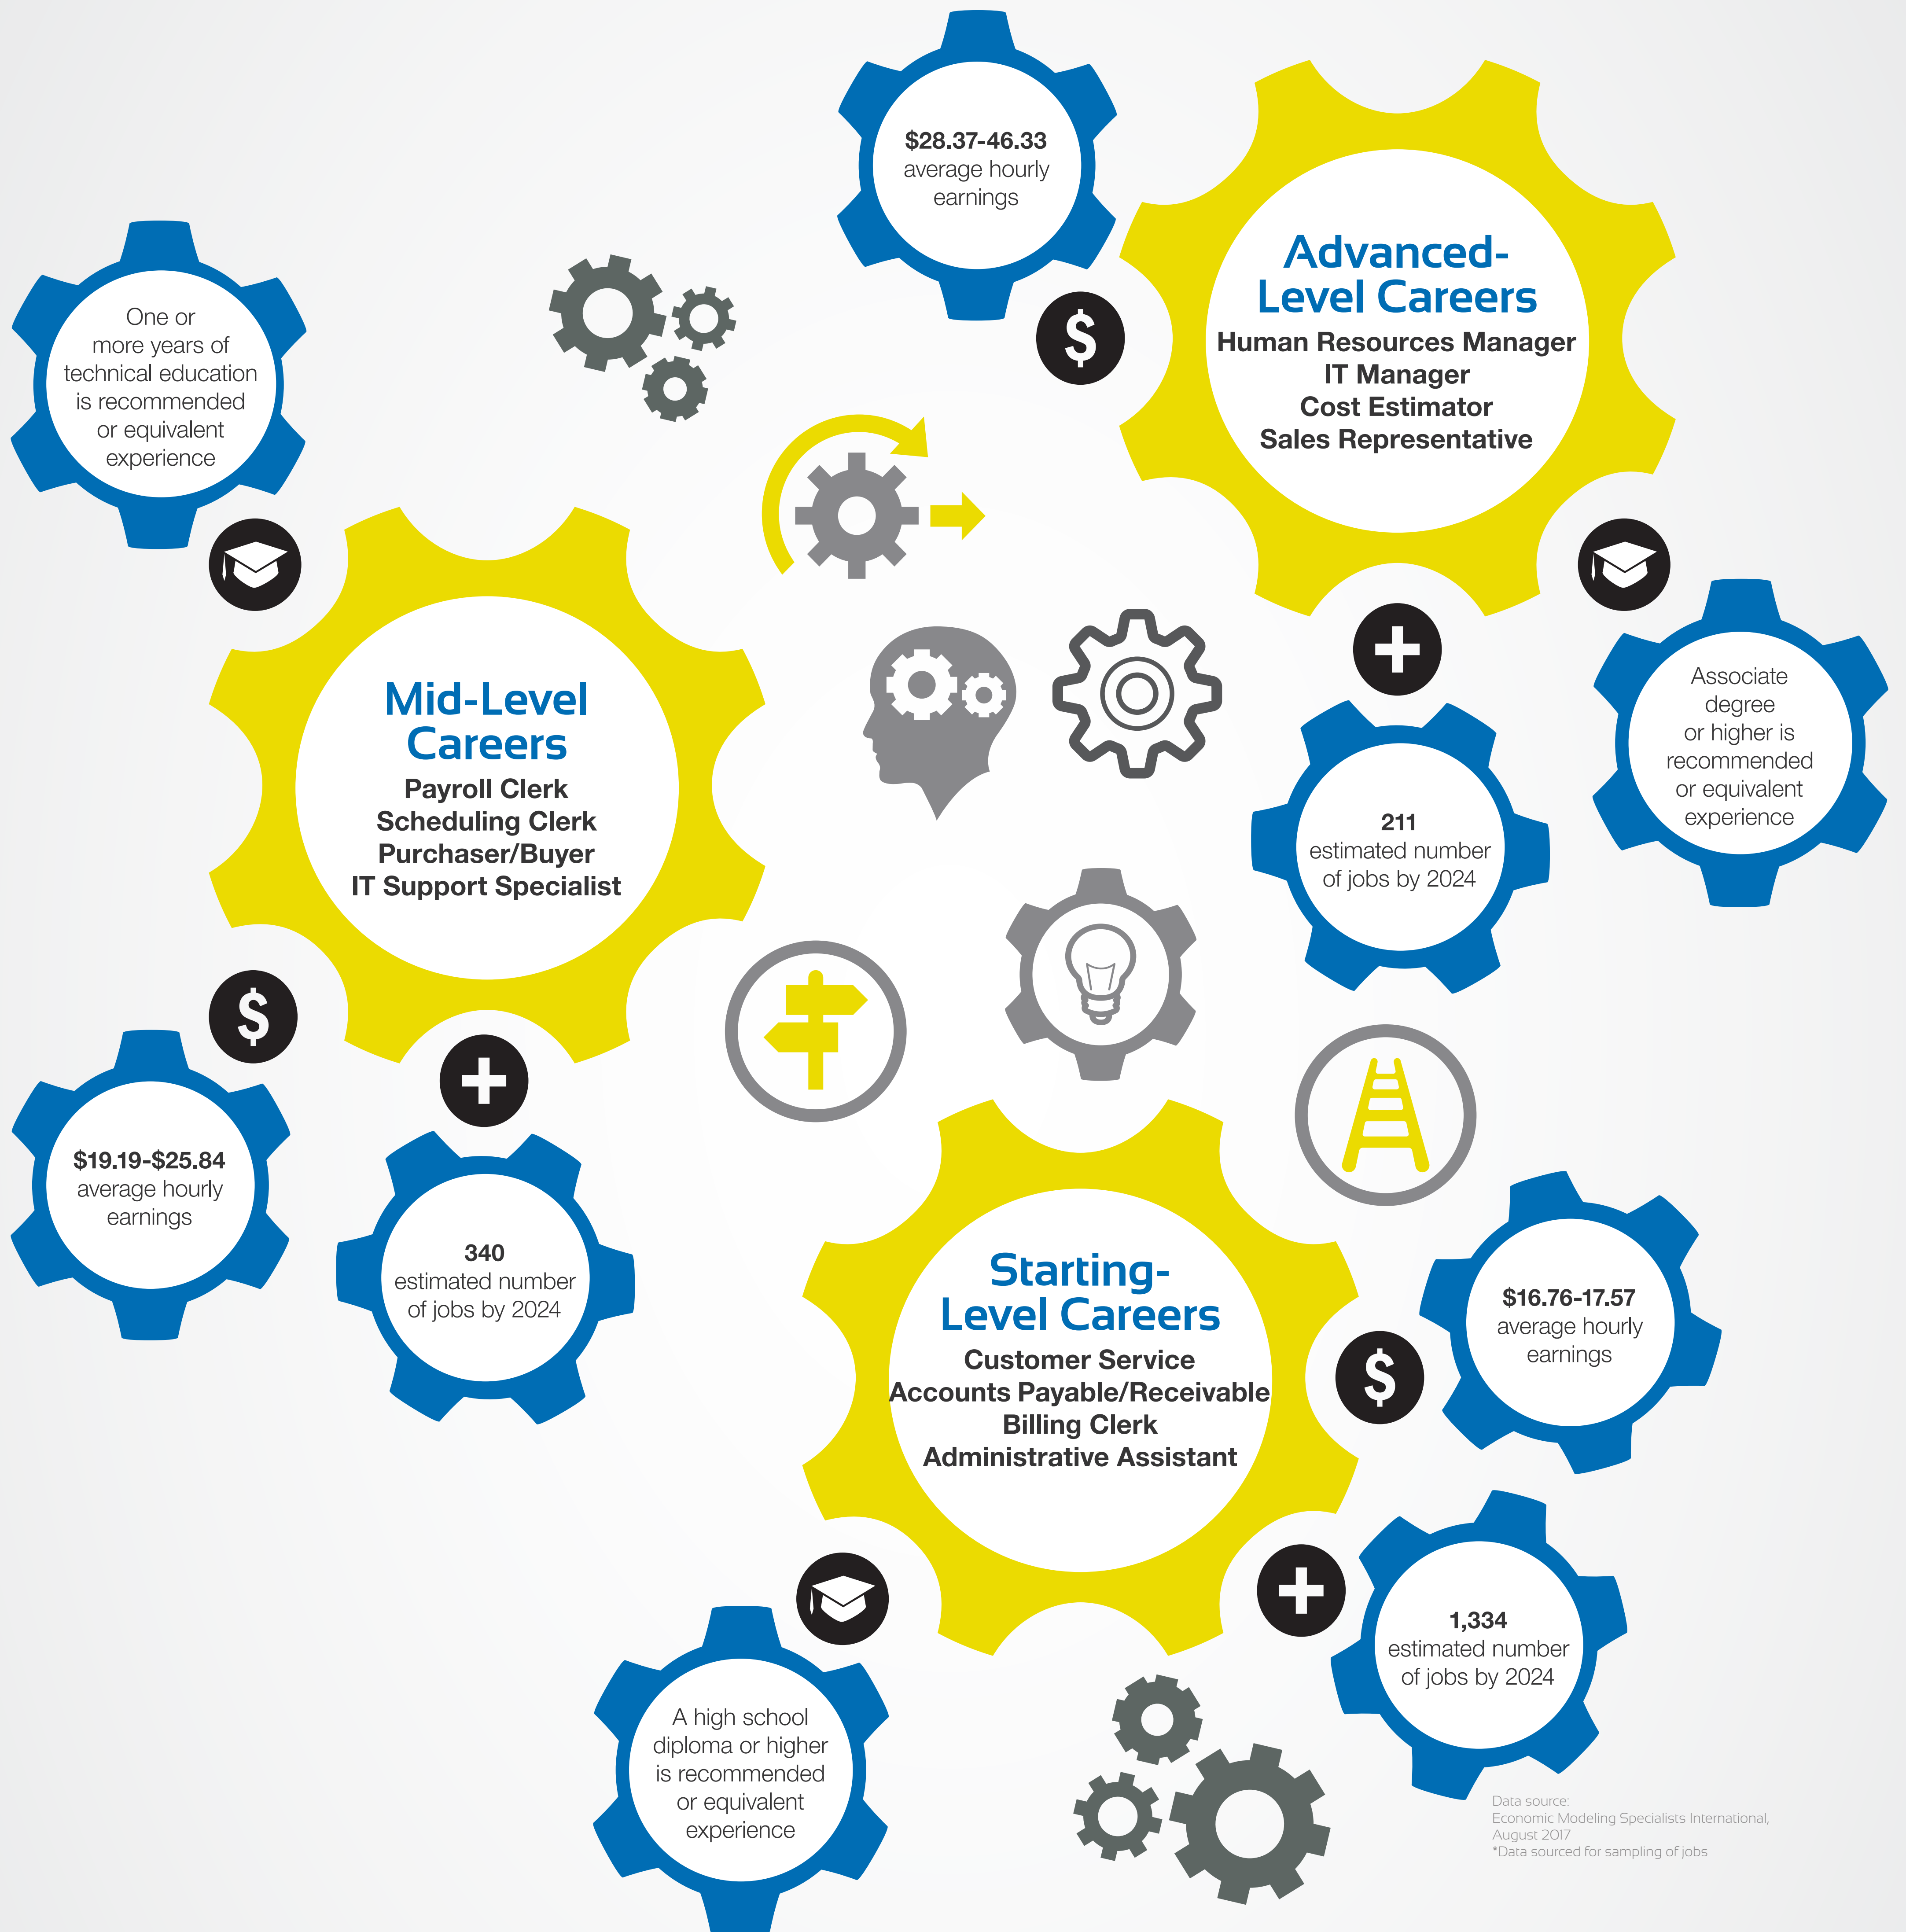 $28.37-46.33
average hourly
earnings
Advanced-
Level Careers
Human Resources Manager
IT Manager
Cost Estimator
Sales Representative
One or
more years of
technical education
is recommended
or equivalent
experience
Mid-Level
Careers
Payroll Clerk
Scheduling Clerk
Purchaser/Buyer
IT Support Specialist
Associate
degree
or higher is
recommended
or equivalent
experience
211
estimated number
of jobs by 2024
$19.19-$25.84
average hourly
earnings
340
estimated number
of jobs by 2024
Starting-
Level Careers
Customer Service
Accounts Payable/Receivable
Billing Clerk
Administrative Assistant
$16.76-17.57
average hourly
earnings
1,334
estimated number
of jobs by 2024
A high school
diploma or higher
is recommended
or equivalent
experience
Data source:
Economic Modeling Specialists International,
August 2017
*Data sourced for sampling of jobs